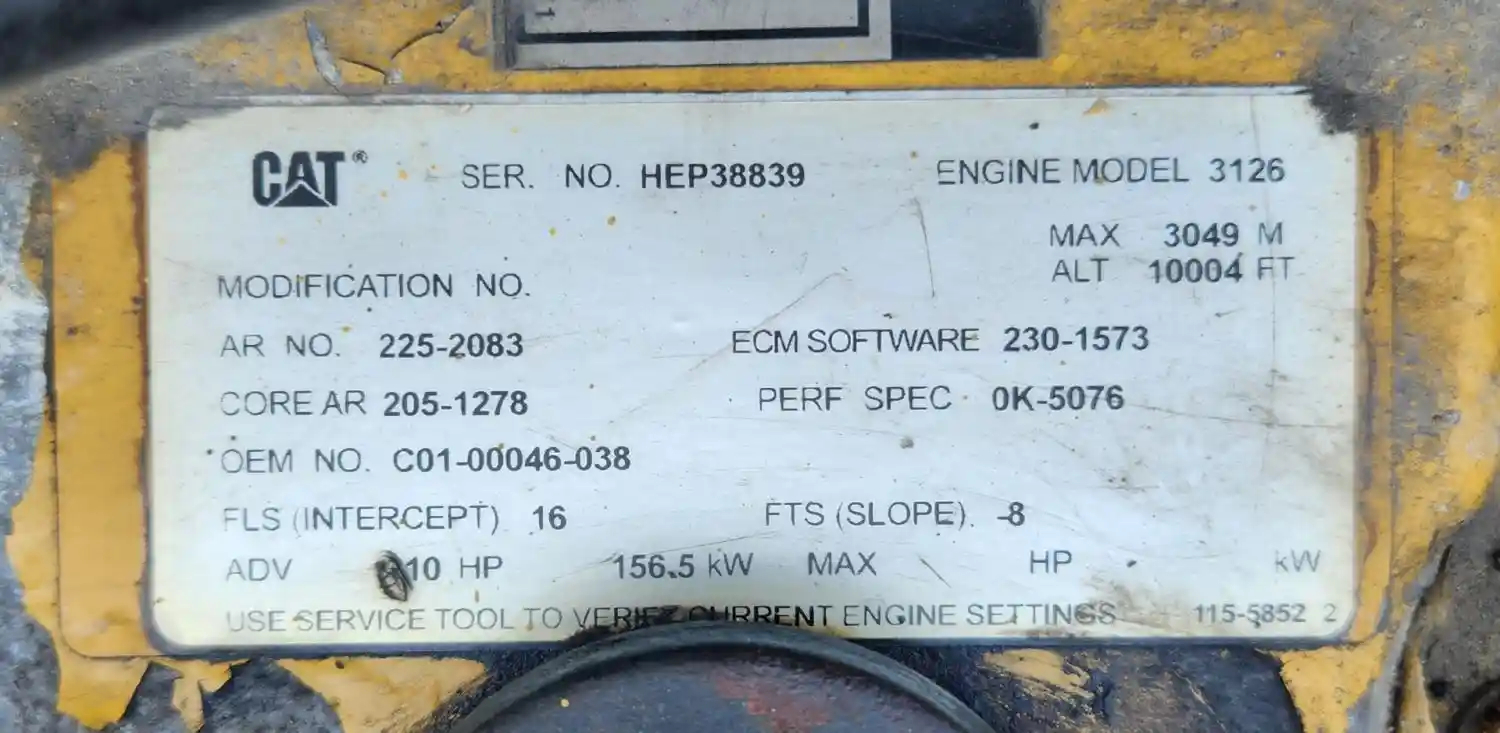 CAT® SER. NO. HEP38839 ENGINE MODEL 3126
MAX 3049 M
MODIFICATION NO. ALT 10004 FT
AR NO. 225-2083 ECM SOFTWARE 230-1573
CORE AR 205-1278 PERF SPEC 0K-5076
OEM NO. C01-00046-038
FLS (INTERCEPT) 16 FTS (SLOPE) -8
ADV HP 156.5 kW MAX HP kW
USE SERVICE TOOL TO VERIFY CURRENT ENGINE SETTINGS 115-5852 2